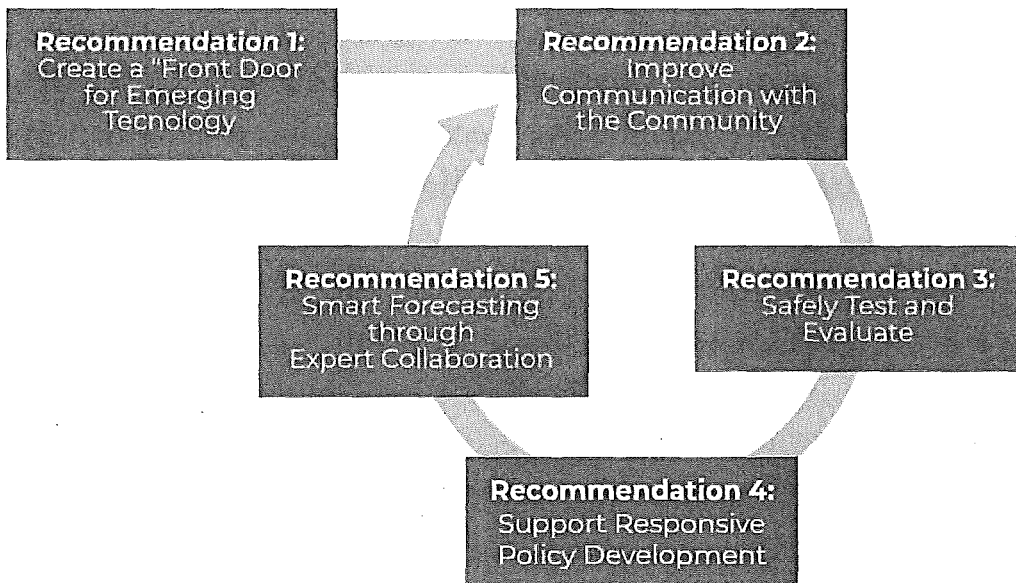 Recommendation 1:
Create a "Front Door
for Emerging
Tecnology
Recommendation 2:
Improve
Communication with
the Community
Recommendation 3:
Safely Test and
Evaluate
Recommendation 4:
Support Responsive
Policy Development
Recommendation 5:
Smart Forecasting
through
Expert Collaboration